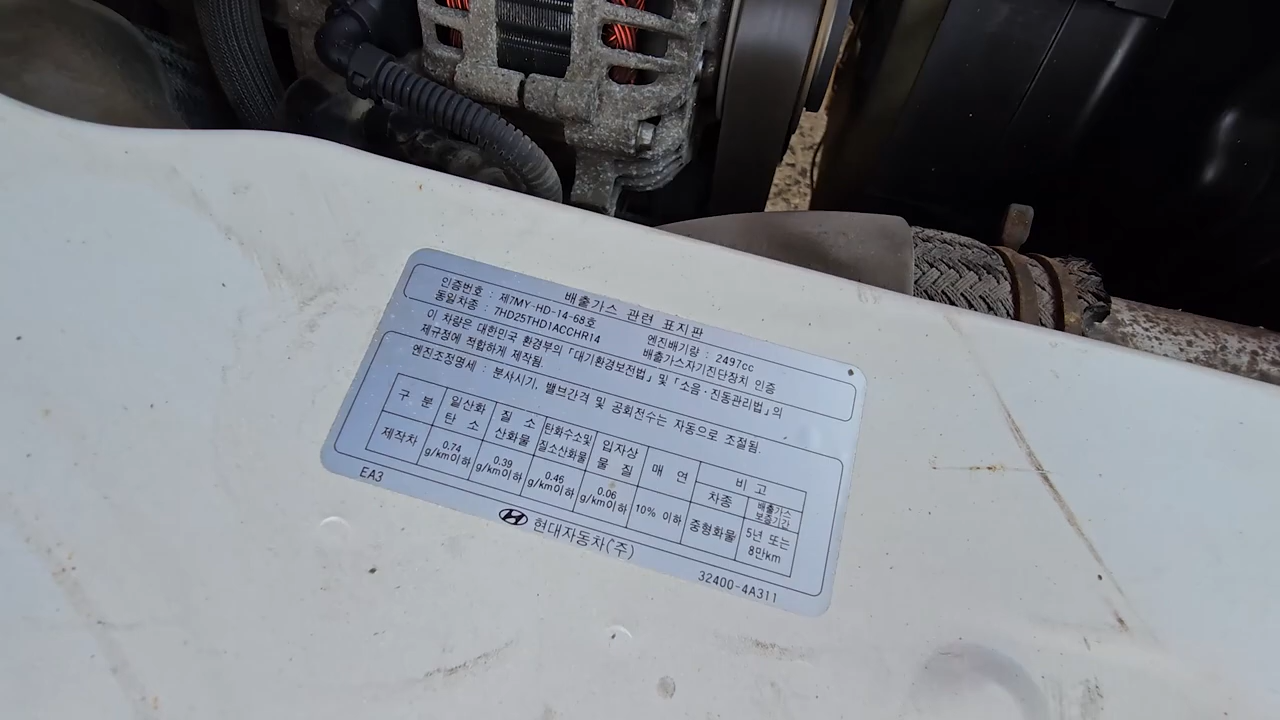 배출가스 관련 표지판
인증번호 : 제7MY-HD-14-68호 엔진배기량 : 2497cc
동일차종 : 7HD25THD1ACCHR14 배출가스자기진단장치 인증
이 차량은 대한민국 환경부의 「대기환경보전법」 및 「소음·진동관리법」의
제규정에 적합하게 제작됨.
엔진조정명세 : 분사시기, 밸브간격 및 공회전수는 자동으로 조절됨.
구 분 일산화탄소 질소산화물 탄화수소및질소산화물 입자상물질 매연 비고
차종 배출가스보증기간
제작차 0.74 g/km이하 0.39 g/km이하 0.46 g/km이하 0.06 g/km이하 10% 이하 중형화물 5년 또는 8만km
EA3
현대자동차(주)
32400-4A311